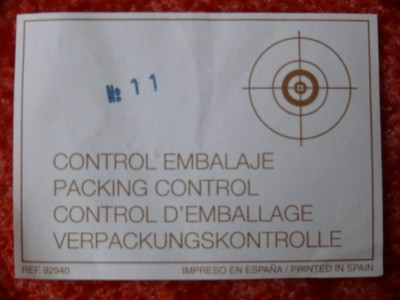 № 11
CONTROL EMBALAJE
PACKING CONTROL
CONTROL D'EMBALLAGE
VERPACKUNGSKONTROLLE
REF. 92940 IMPRESO EN ESPAÑA / PRINTED IN SPAIN